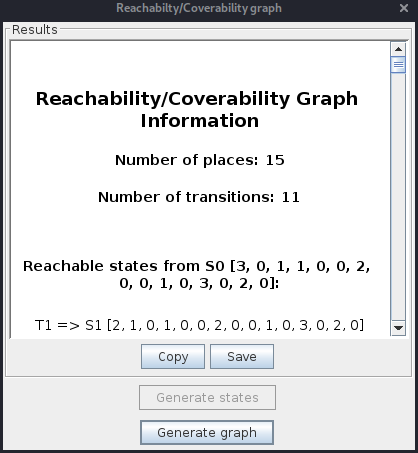 Reachabilty/Coverability graph
Results
Reachability/Coverability Graph
Information
Number of places: 15
Number of transitions: 11
Reachable states from S0 [3, 0, 1, 1, 0, 0, 2,
0, 0, 1, 0, 3, 0, 2, 0]:
T1 => S1 [2, 1, 0, 1, 0, 0, 2, 0, 0, 1, 0, 3, 0, 2, 0]
Copy
Save
Generate states
Generate graph